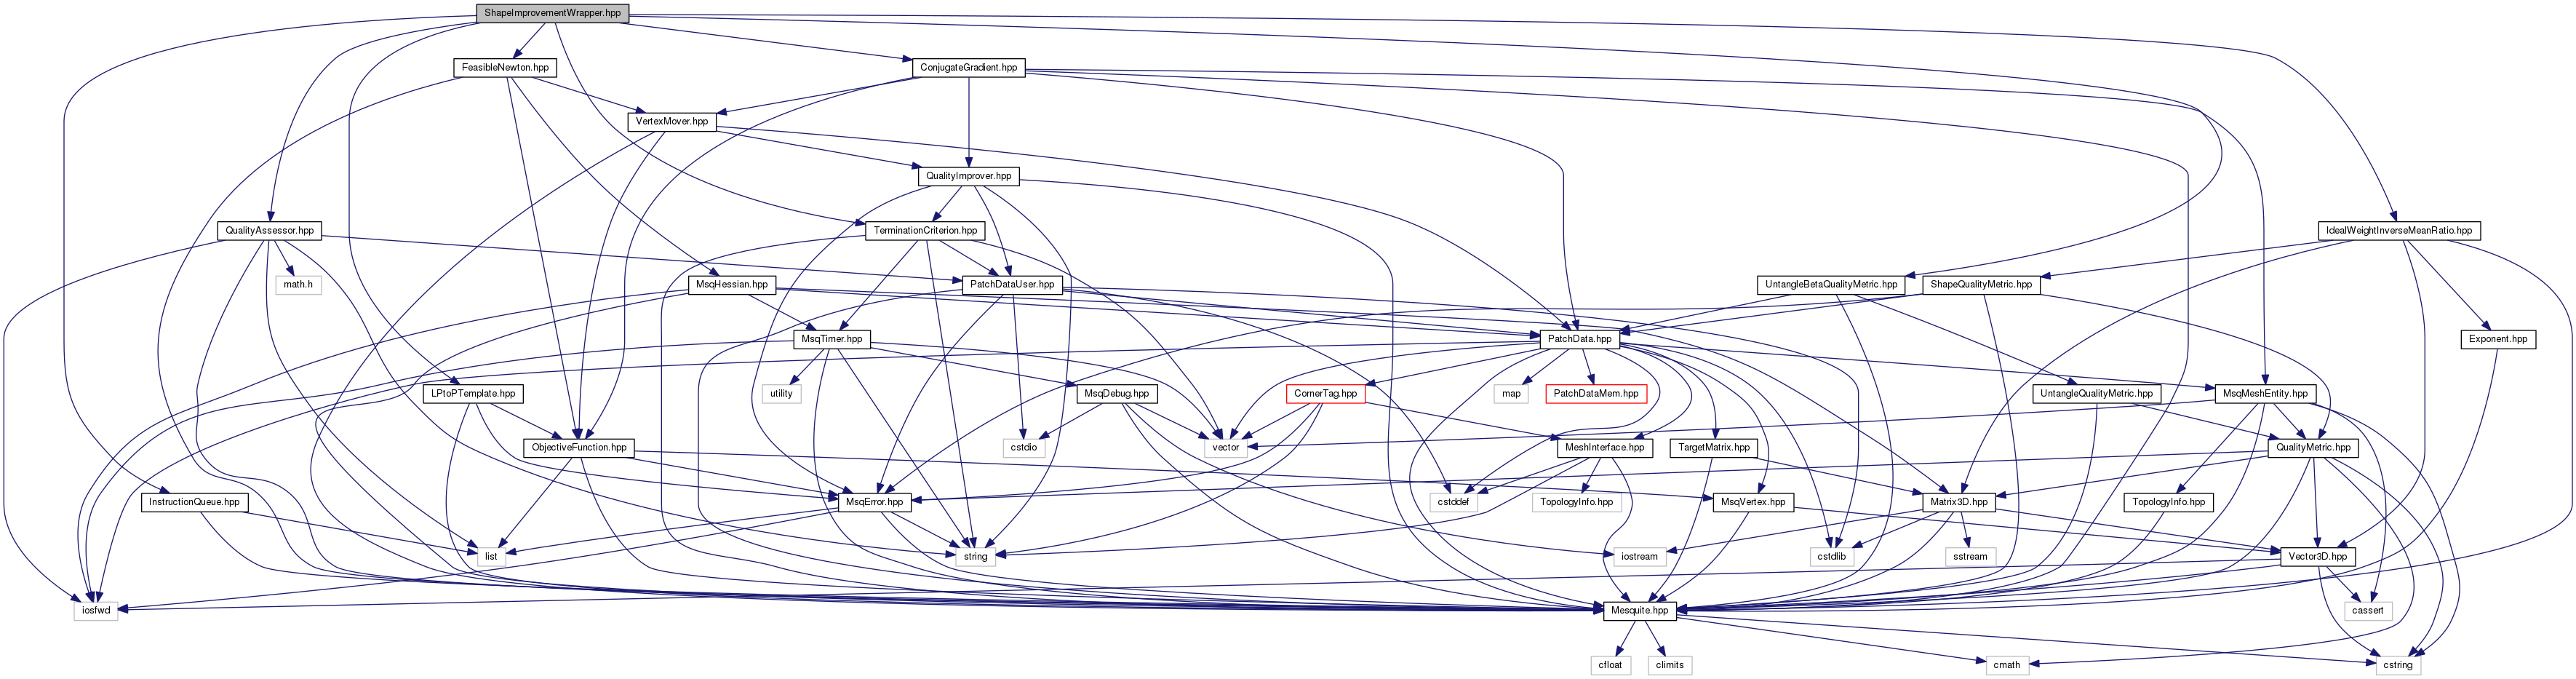 ShapeImprovementWrapper.hpp
FeasibleNewton.hpp
ConjugateGradient.hpp
VertexMover.hpp
QualityImprover.hpp
QualityAssessor.hpp
TerminationCriterion.hpp
IdealWeightInverseMeanRatio.hpp
math.h
MsqHessian.hpp
PatchDataUser.hpp
UntangleBetaQualityMetric.hpp
ShapeQualityMetric.hpp
MsqTimer.hpp
PatchData.hpp
Exponent.hpp
LPtoPTemplate.hpp
utility
MsqDebug.hpp
CornerTag.hpp
map
PatchDataMem.hpp
UntangleQualityMetric.hpp
MsqMeshEntity.hpp
ObjectiveFunction.hpp
cstdio
vector
MeshInterface.hpp
TargetMatrix.hpp
QualityMetric.hpp
InstructionQueue.hpp
MsqError.hpp
cstddef
TopologyInfo.hpp
MsqVertex.hpp
Matrix3D.hpp
TopologyInfo.hpp
list
string
iostream
cstdlib
sstream
Vector3D.hpp
iosfwd
Mesquite.hpp
cassert
cfloat
climits
cmath
cstring